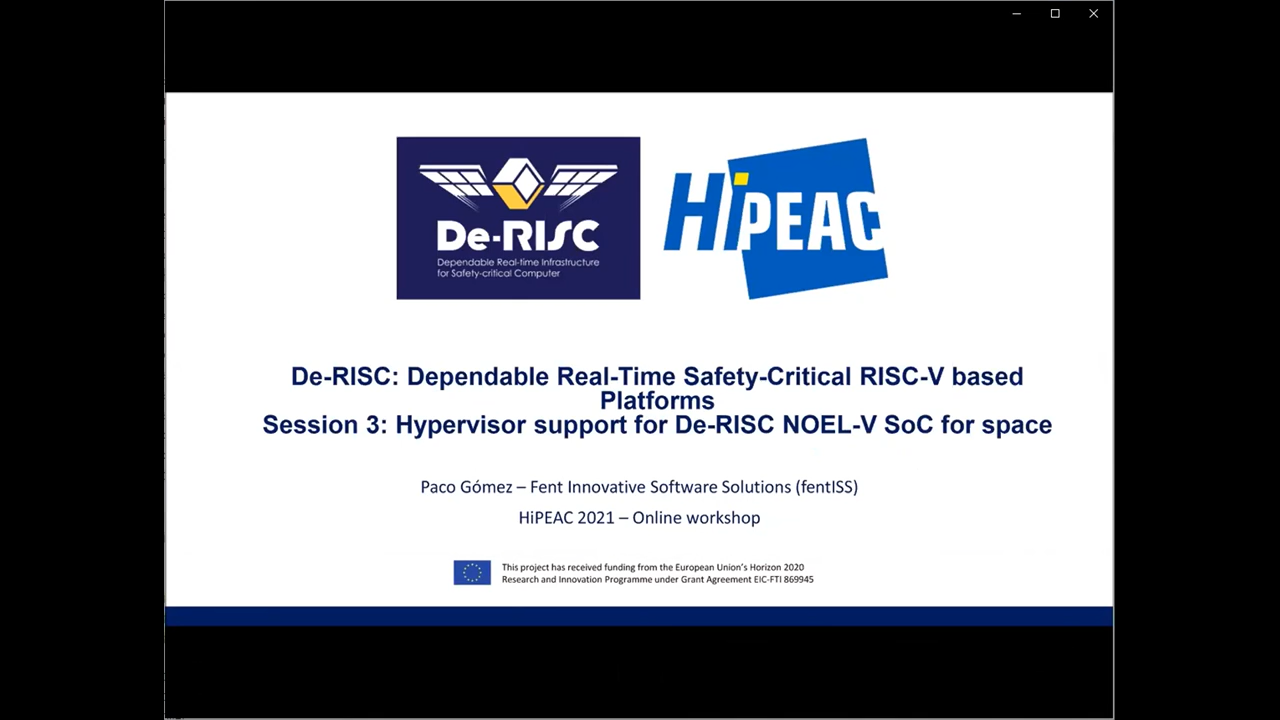 De-RISC
Dependable Real-time Infrastructure
for Safety-critical Computer
HiPEAC
De-RISC: Dependable Real-Time Safety-Critical RISC-V based
Platforms
Session 3: Hypervisor support for De-RISC NOEL-V SoC for space
Paco Gómez – Fent Innovative Software Solutions (fentISS)
HiPEAC 2021 – Online workshop
This project has received funding from the European Union's Horizon 2020
Research and Innovation Programme under Grant Agreement EIC-FTI 869945